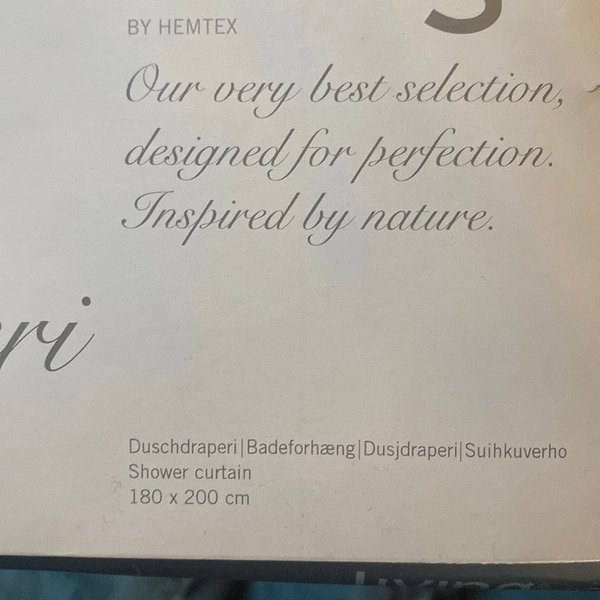 BY HEMTEX
Our very best selection,
designed for perfection.
Inspired by nature.
Duschdraperi|Badeforhæng|Dusjdraperi|Suihkuverho
Shower curtain
180 x 200 cm